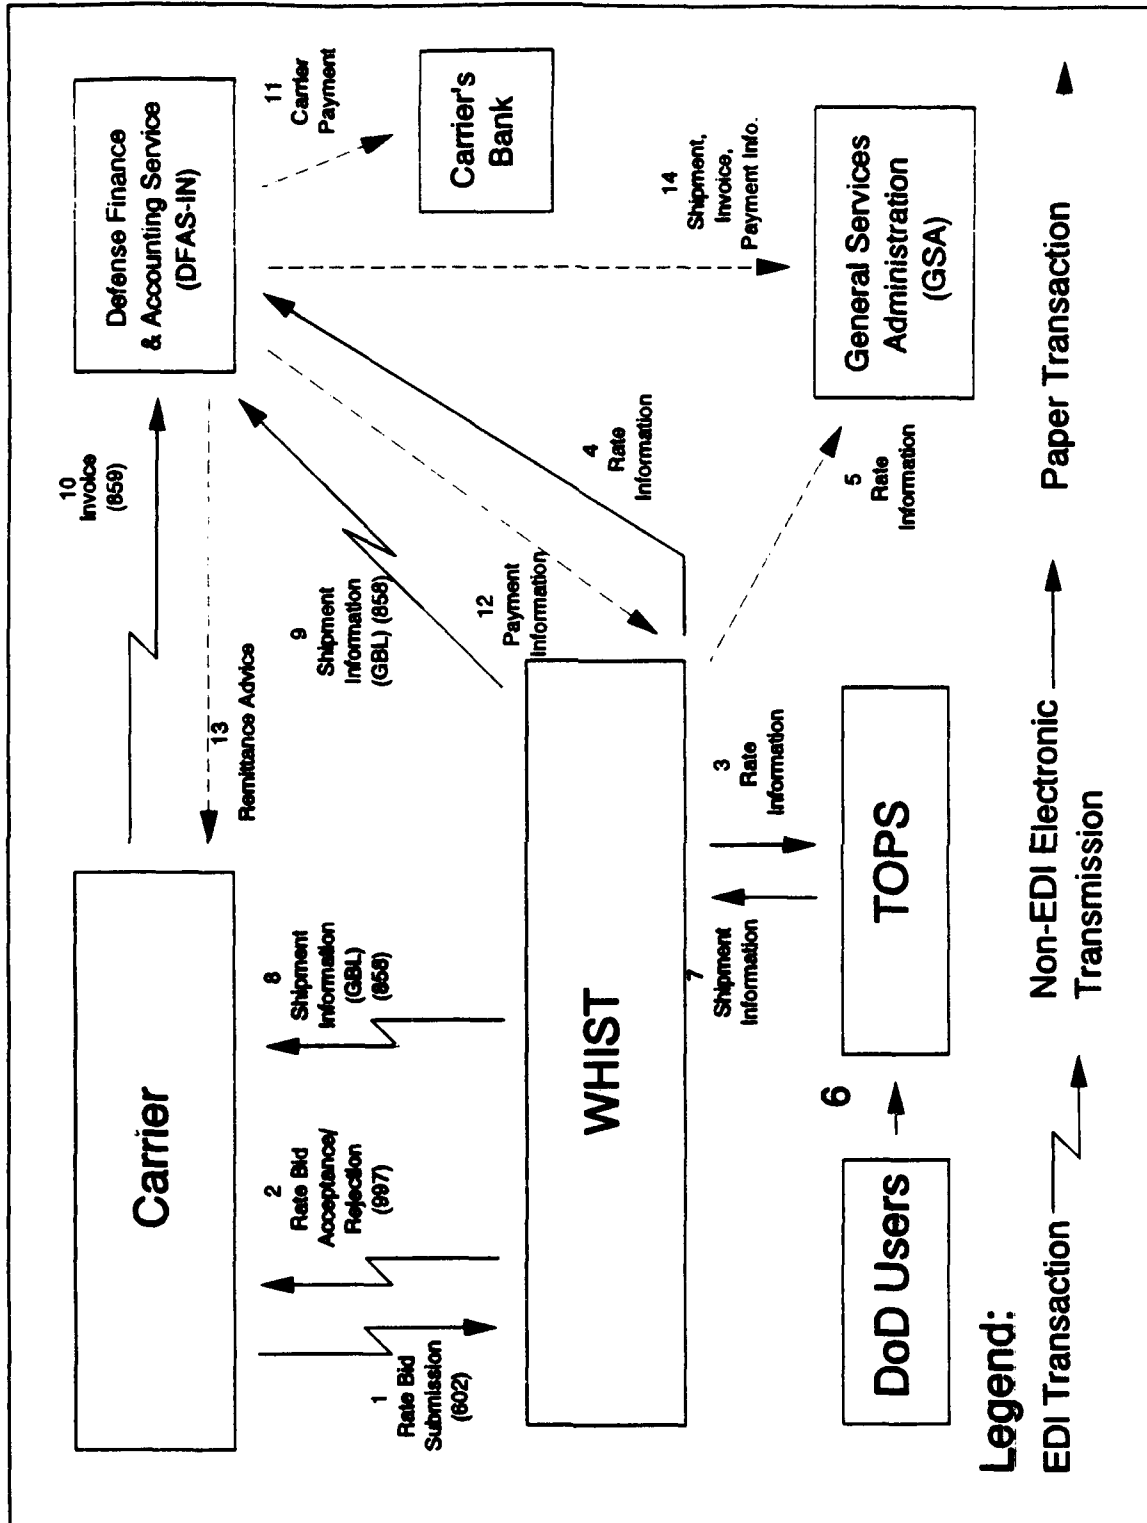 Carrier
10
Invoice
(859)
Defense Finance
& Accounting Service
(DFAS-IN)
13
Remittance Advice
11
Carrier
Payment
Carrier's
Bank
1
Rate Bid
Submission
(602)
2
Rate Bid
Acceptance/
Rejection
(997)
8
Shipment
Information
(GBL)
(858)
9
Shipment
Information
(GBL) (858)
12
Payment
Information
4
Rate
Information
14
Shipment,
Invoice,
Payment Info.
WHIST
7
Shipment
Information
3
Rate
Information
5
Rate
Information
DoD Users
6
TOPS
General Services
Administration
(GSA)
Legend:
EDI Transaction
Non-EDI Electronic
Transmission
Paper Transaction